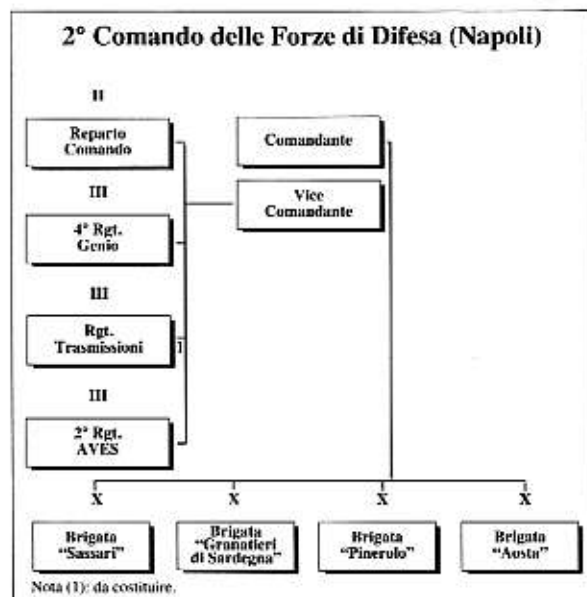 2° Comando delle Forze di Difesa (Napoli)
II
Reparto
Comando
Comandante
III
Vice
Comandante
4° Rgt.
Genio
III
Rgt.
Trasmissioni
1
III
2° Rgt.
AVES
X X X X
Brigata
“Sassari”
Brigata
“Granatieri
di Sardegna”
Brigata
“Pinerolo”
Brigata
“Aosta”
Nota (1): da costituire.